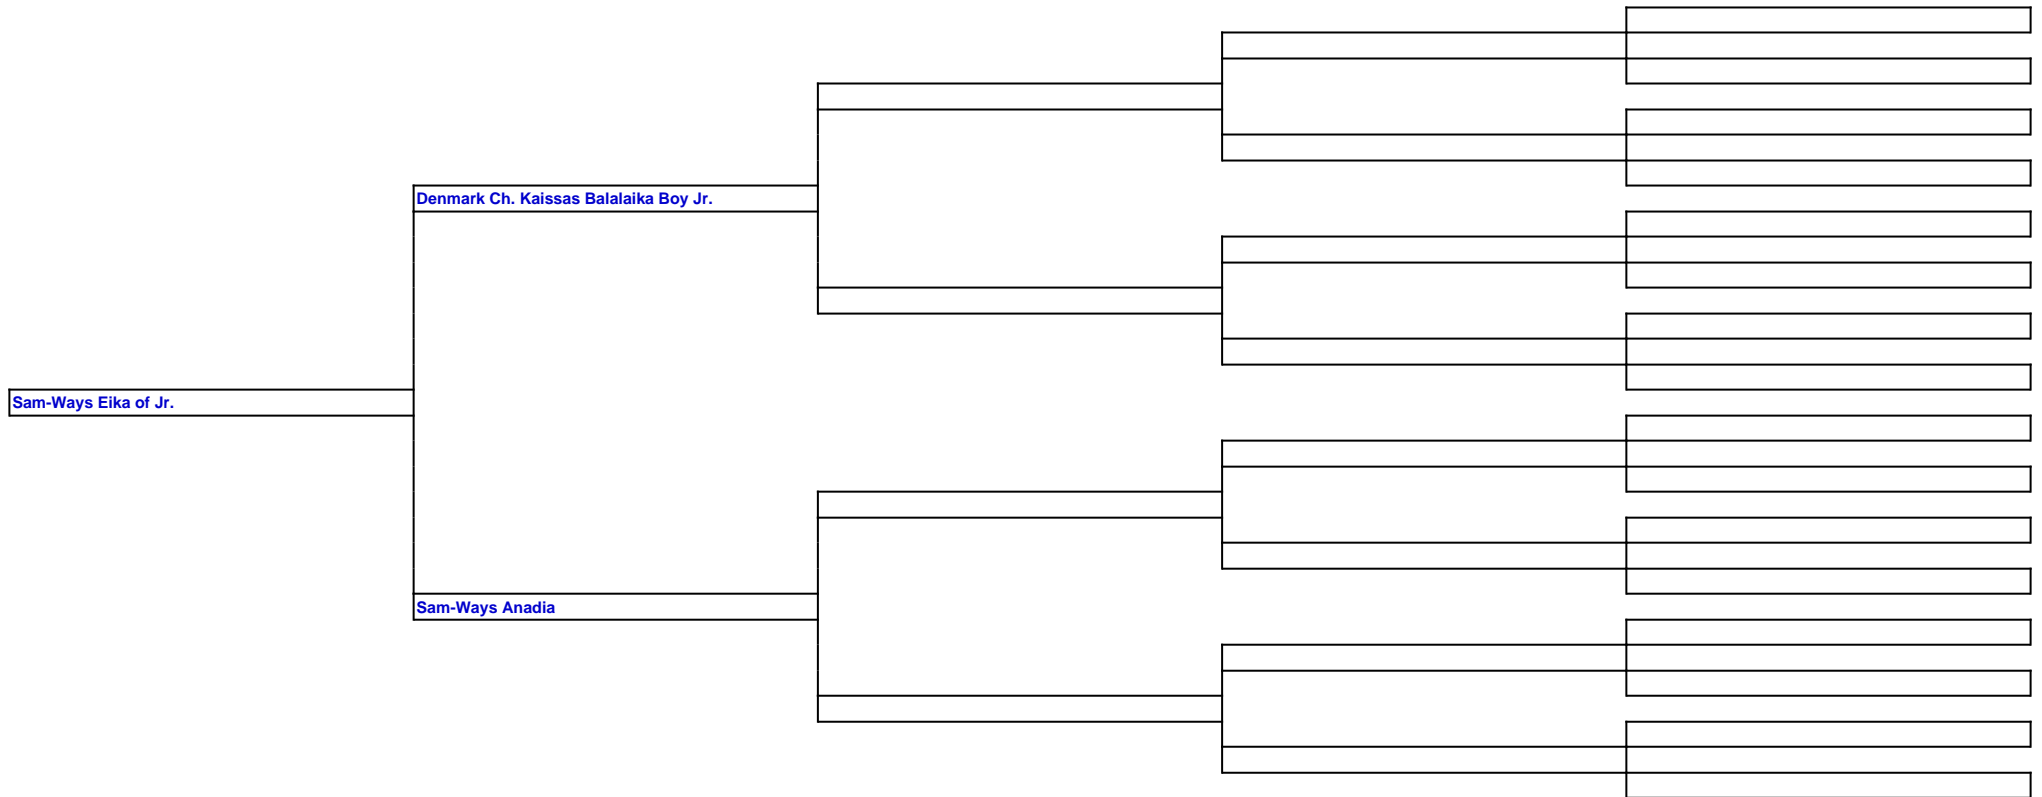 Denmark Ch. Kaissas Balalaika Boy Jr.
Sam-Ways Eika of Jr.
Sam-Ways Anadia